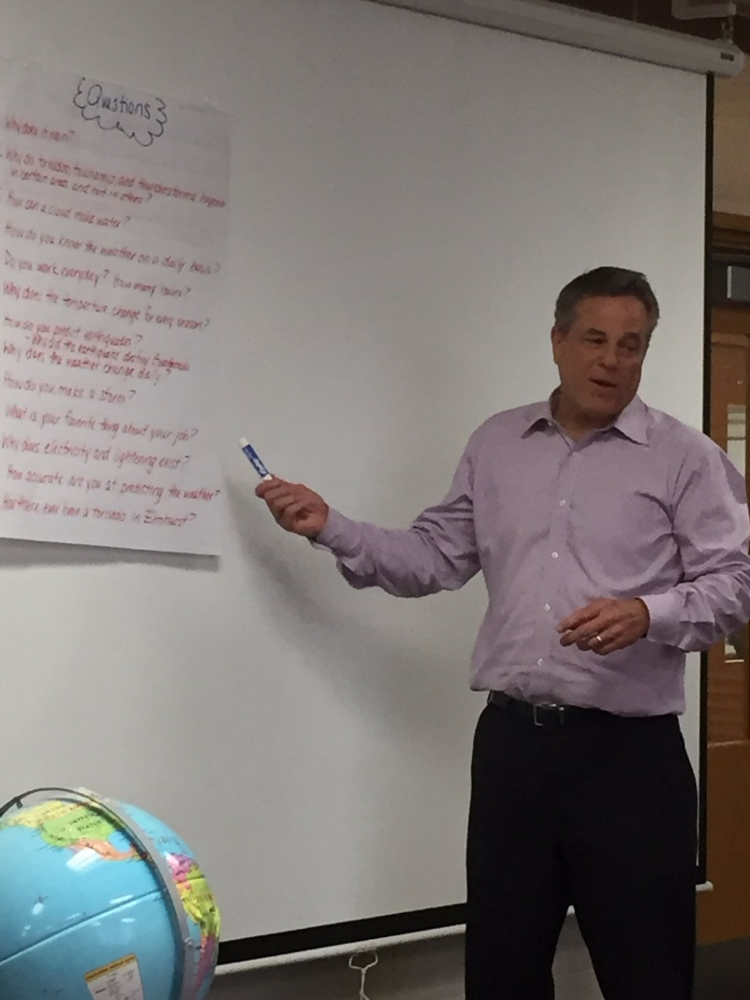 Questions
Why does it rain?
Why do tornados, tsunamis and thunderstorms happen
in certain areas and not in others?
How can a cloud make water?
How do you know the weather on a daily basis?
Do you work everyday? How many hours?
Why does the temperture change for every season?
How do you predict earthquakes?
- Why did the earthquake destroy
Why does the weather change daily?
How do you make a storm?
What is your favorite thing about your job?
Why does electricity and lightening exist?
How accurate are you at predicting the weather?
Has there ever been a tornado in Elmhurst?
UNITED
STATES